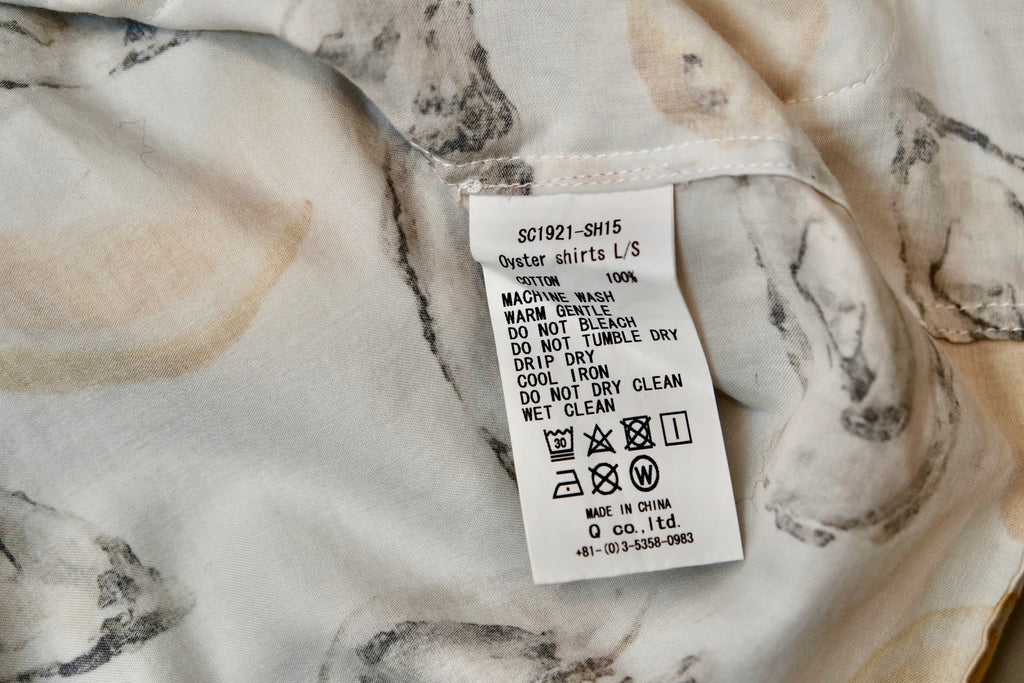 SC1921-SH15
Oyster shirts L/S
COTTON 100%
MACHINE WASH
WARM GENTLE
DO NOT BLEACH
DO NOT TUMBLE DRY
DRIP DRY
COOL IRON
DO NOT DRY CLEAN
WET CLEAN
30
W
MADE IN CHINA
Q co.,ltd.
+81-(0)3-5358-0983